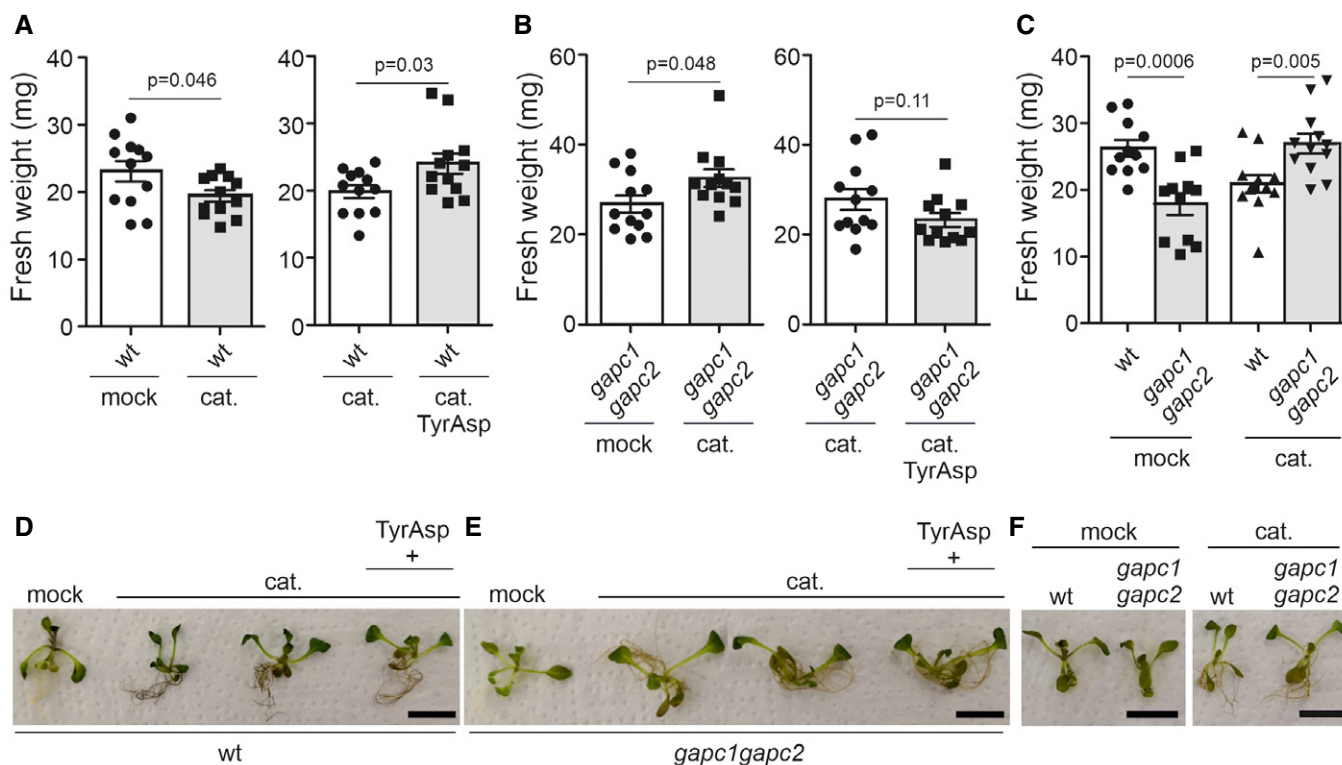 A
Fresh weight (mg)
40
30
20
10
0
p=0.046
wt
wt
mock
cat.
40
30
20
10
0
p=0.03
wt
wt
cat.
cat.
TyrAsp
B
Fresh weight (mg)
60
40
20
0
p=0.048
gapc1
gapc2
gapc1
gapc2
mock
cat.
60
40
20
0
p=0.11
gapc1
gapc2
gapc1
gapc2
cat.
cat.
TyrAsp
C
Fresh weight (mg)
40
30
20
10
0
p=0.0006
p=0.005
wt
gapc1
gapc2
wt
gapc1
gapc2
mock
cat.
D
TyrAsp
+
mock
cat.
wt
E
TyrAsp
+
mock
cat.
gapc1gapc2
F
mock
wt
gapc1
gapc2
cat.
wt
gapc1
gapc2